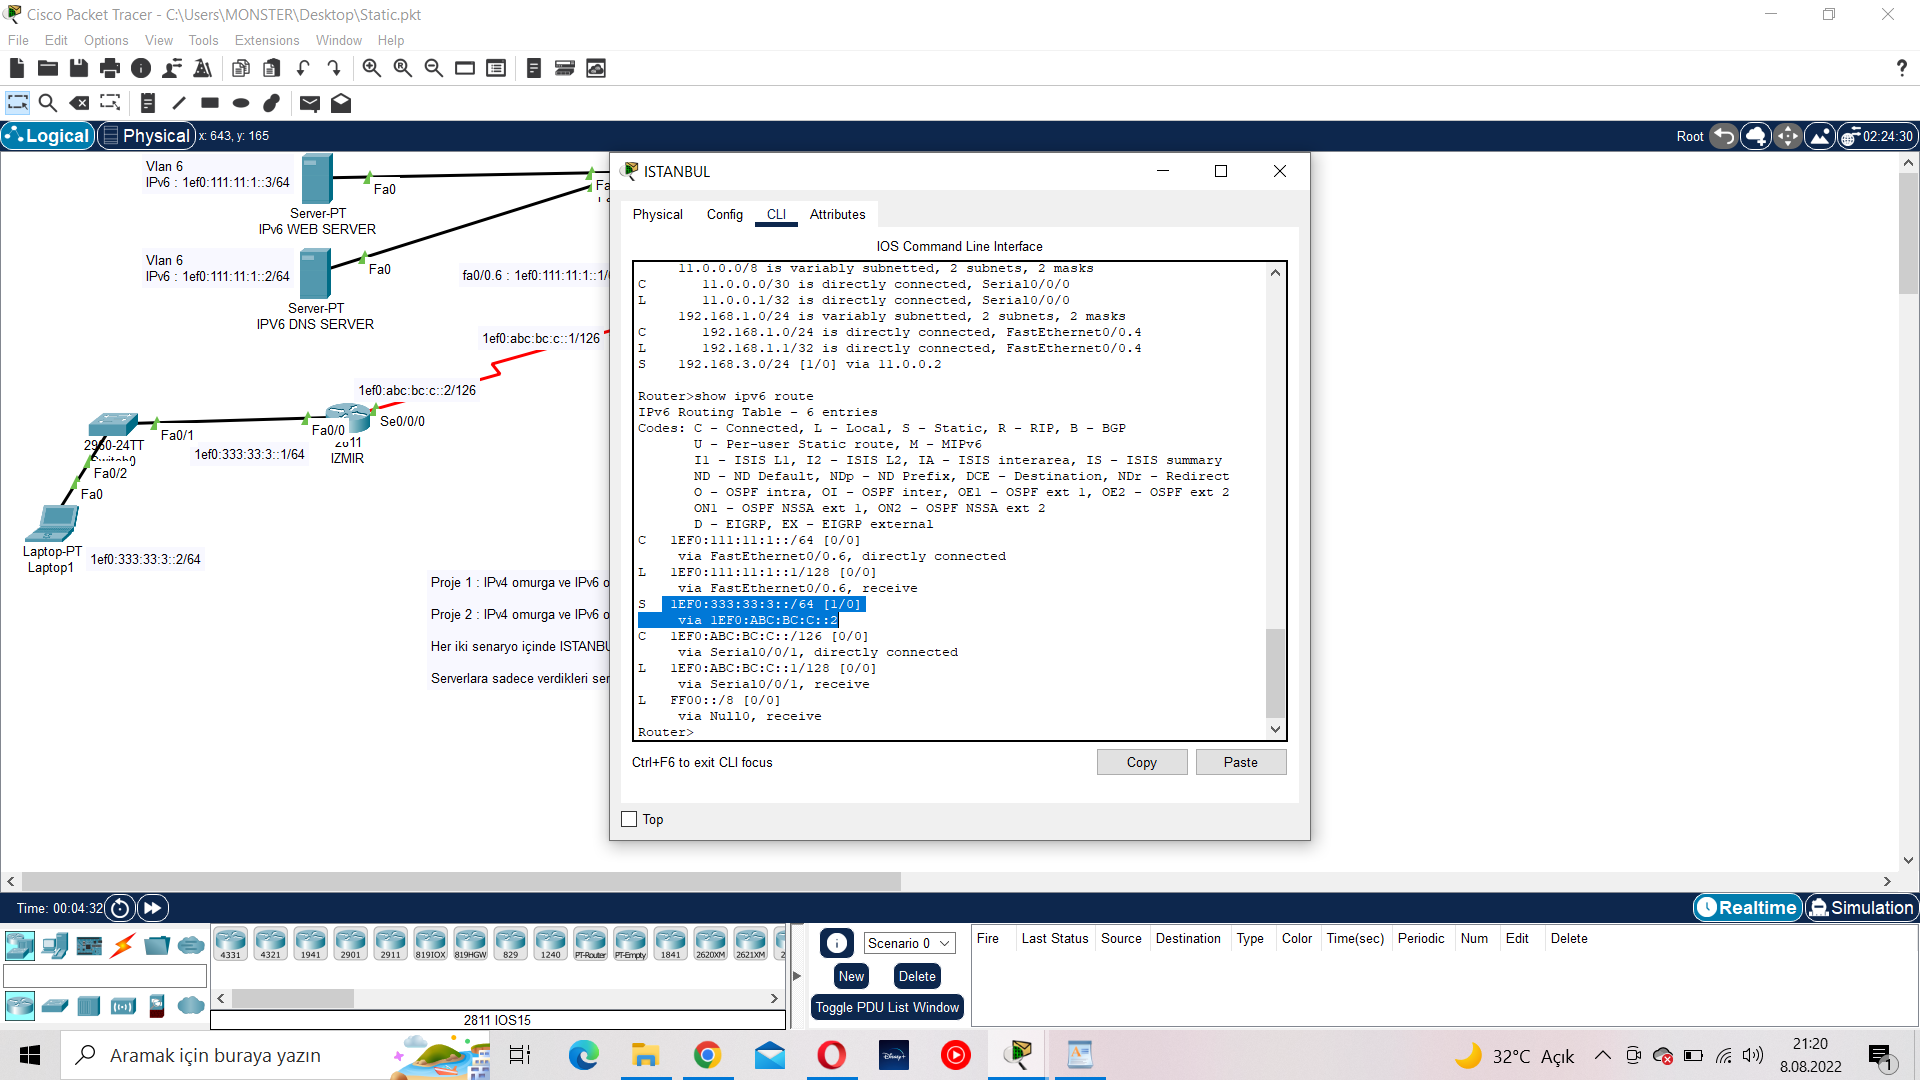 Cisco Packet Tracer - C:\Users\MONSTER\Desktop\Static.pkt
File Edit Options View Tools Extensions Window Help
?
Logical Physical x: 643, y: 165
Root 02:24:30
Vlan 6
IPv6 : 1ef0:111:11:1::3/64
Fa0
Fa
Server-PT
IPv6 WEB SERVER
Vlan 6
IPv6 : 1ef0:111:11:1::2/64
Fa0
fa0/0.6 : 1ef0:111:11:1::1/
Server-PT
IPV6 DNS SERVER
1ef0:abc:bc:c::1/126
1ef0:abc:bc:c::2/126
Se0/0/0
Fa0/1
Fa0/0
2960-24TT
2811
IZMIR
1ef0:333:33:3::1/64
Fa0/2
Fa0
Laptop-PT
Laptop1
1ef0:333:33:3::2/64
Proje 1 : IPv4 omurga ve IPv6 o
Proje 2 : IPv4 omurga ve IPv6 o
Her iki senaryo içinde ISTANBU
Serverlara sadece verdikleri ser
ISTANBUL
Physical Config CLI Attributes
IOS Command Line Interface
11.0.0.0/8 is variably subnetted, 2 subnets, 2 masks
C 11.0.0.0/30 is directly connected, Serial0/0/0
L 11.0.0.1/32 is directly connected, Serial0/0/0
192.168.1.0/24 is variably subnetted, 2 subnets, 2 masks
C 192.168.1.0/24 is directly connected, FastEthernet0/0.4
L 192.168.1.1/32 is directly connected, FastEthernet0/0.4
S 192.168.3.0/24 [1/0] via 11.0.0.2
Router>show ipv6 route
IPv6 Routing Table - 6 entries
Codes: C - Connected, L - Local, S - Static, R - RIP, B - BGP
U - Per-user Static route, M - MIPv6
I1 - ISIS L1, I2 - ISIS L2, IA - ISIS interarea, IS - ISIS summary
ND - ND Default, NDp - ND Prefix, DCE - Destination, NDr - Redirect
O - OSPF intra, OI - OSPF inter, OE1 - OSPF ext 1, OE2 - OSPF ext 2
ON1 - OSPF NSSA ext 1, ON2 - OSPF NSSA ext 2
D - EIGRP, EX - EIGRP external
C 1EF0:111:11:1::/64 [0/0]
via FastEthernet0/0.6, directly connected
L 1EF0:111:11:1::1/128 [0/0]
via FastEthernet0/0.6, receive
S 1EF0:333:33:3::/64 [1/0]
via 1EF0:ABC:BC:C::2
C 1EF0:ABC:BC:C::/126 [0/0]
via Serial0/0/1, directly connected
L 1EF0:ABC:BC:C::1/128 [0/0]
via Serial0/0/1, receive
L FF00::/8 [0/0]
via Null0, receive
Router>
Ctrl+F6 to exit CLI focus
Copy Paste
Top
Time: 00:04:32
Realtime Simulation
4331 4321 1941 2901 2911 819IOX 819HGW 829 1240 PT-Router PT-Empty 1841 2620XM 2621XM 2
2811 IOS15
Scenario 0
New Delete
Toggle PDU List Window
Fire Last Status Source Destination Type Color Time(sec) Periodic Num Edit Delete
Aramak için buraya yazın
Disney+
32°C Açık
21:20
8.08.2022
1